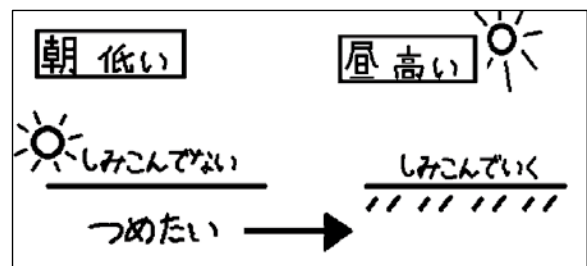 朝 低い
昼 高い
しみこんでない
しみこんでいく
つめたい